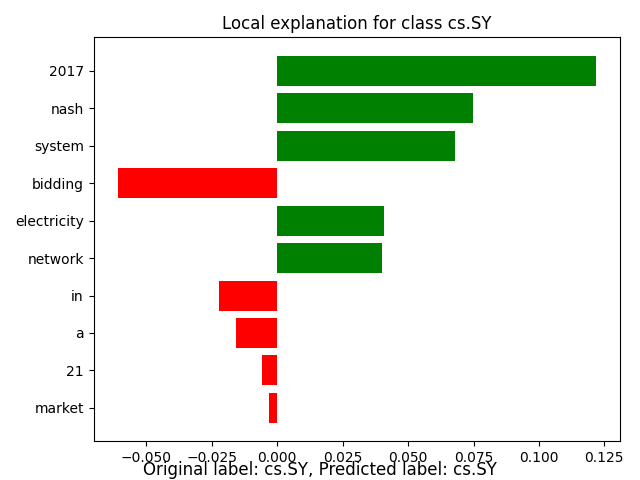 Local explanation for class cs.SY
2017
nash
system
bidding
electricity
network
in
a
21
market
−0.050 −0.025 0.000 0.025 0.050 0.075 0.100 0.125
Original label: cs.SY, Predicted label: cs.SY